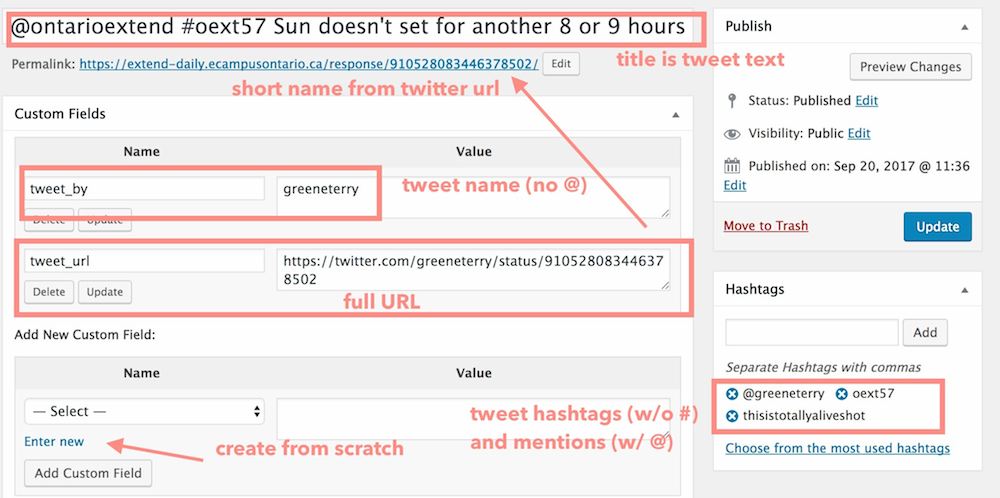 @ontarioextend #oext57 Sun doesn't set for another 8 or 9 hours
title is tweet text
Permalink: https://extend-daily.ecampusontario.ca/response/910528083446378502/ Edit
short name from twitter url
Custom Fields
Name Value
tweet_by greeneterry
tweet name (no @)
Delete Update
tweet_url https://twitter.com/greeneterry/status/91052808344637
8502
Delete Update
full URL
Add New Custom Field:
Name Value
— Select —
tweet hashtags (w/o #)
and mentions (w/ @)
Enter new
create from scratch
Add Custom Field
Publish
Preview Changes
Status: Published Edit
Visibility: Public Edit
Published on: Sep 20, 2017 @ 11:36
Edit
Move to Trash Update
Hashtags
Add
Separate Hashtags with commas
@greeneterry oext57
thisistotallyaliveshot
Choose from the most used hashtags